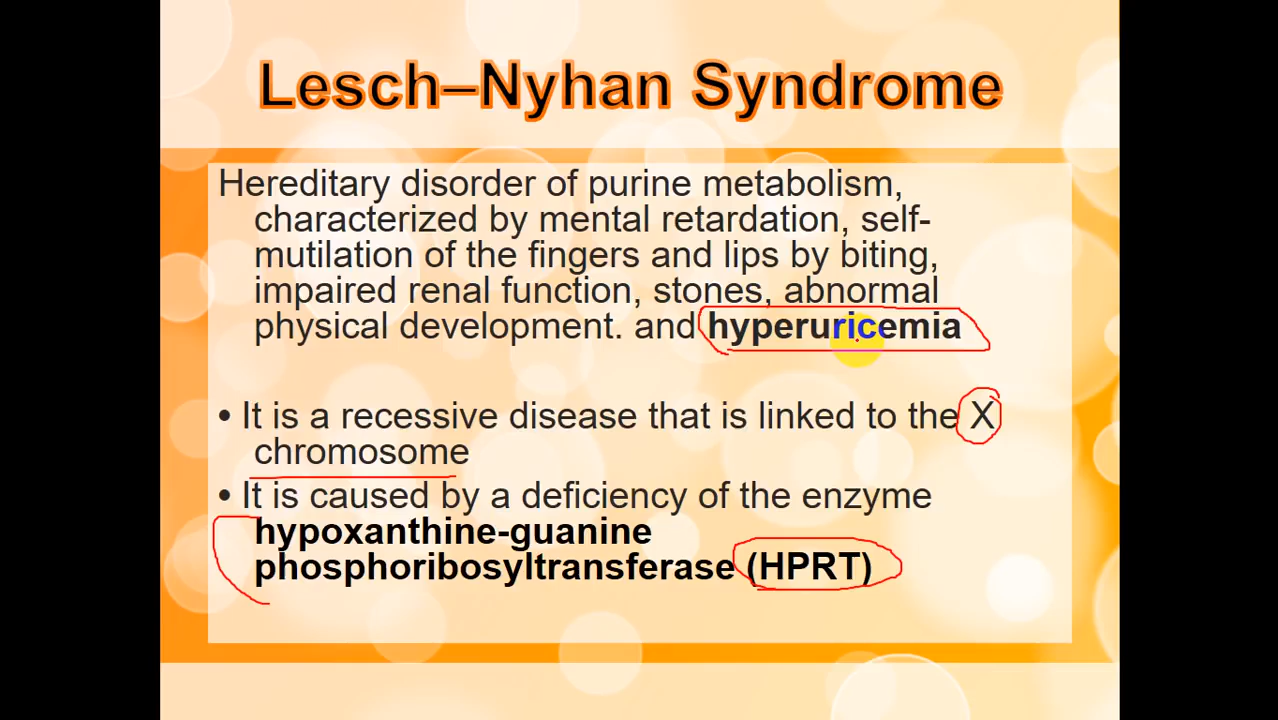 Lesch–Nyhan Syndrome
Hereditary disorder of purine metabolism,
characterized by mental retardation, self-
mutilation of the fingers and lips by biting,
impaired renal function, stones, abnormal
physical development. and hyperuricemia
• It is a recessive disease that is linked to the X
chromosome
• It is caused by a deficiency of the enzyme
hypoxanthine-guanine
phosphoribosyltransferase (HPRT)